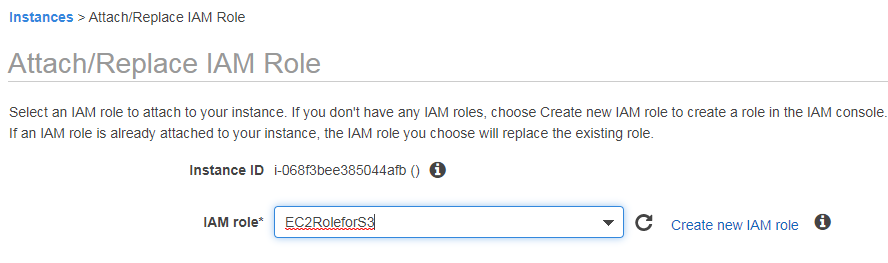 Instances > Attach/Replace IAM Role
Attach/Replace IAM Role
Select an IAM role to attach to your instance. If you don't have any IAM roles, choose Create new IAM role to create a role in the IAM console.
If an IAM role is already attached to your instance, the IAM role you choose will replace the existing role.
Instance ID i-068f3bee385044afb ()
IAM role* EC2RoleforS3 Create new IAM role